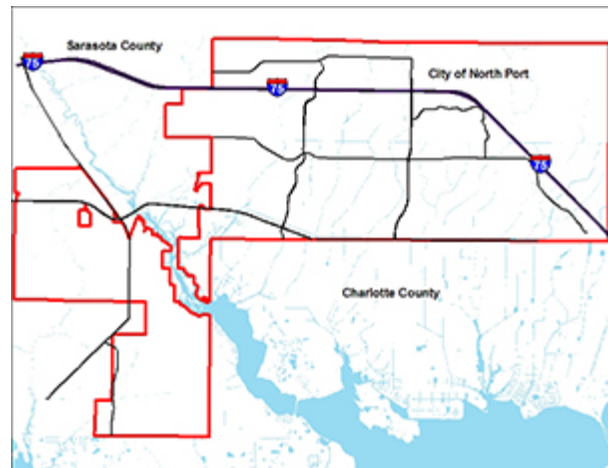 Sarasota County
75
City of North Port
75
75
Charlotte County